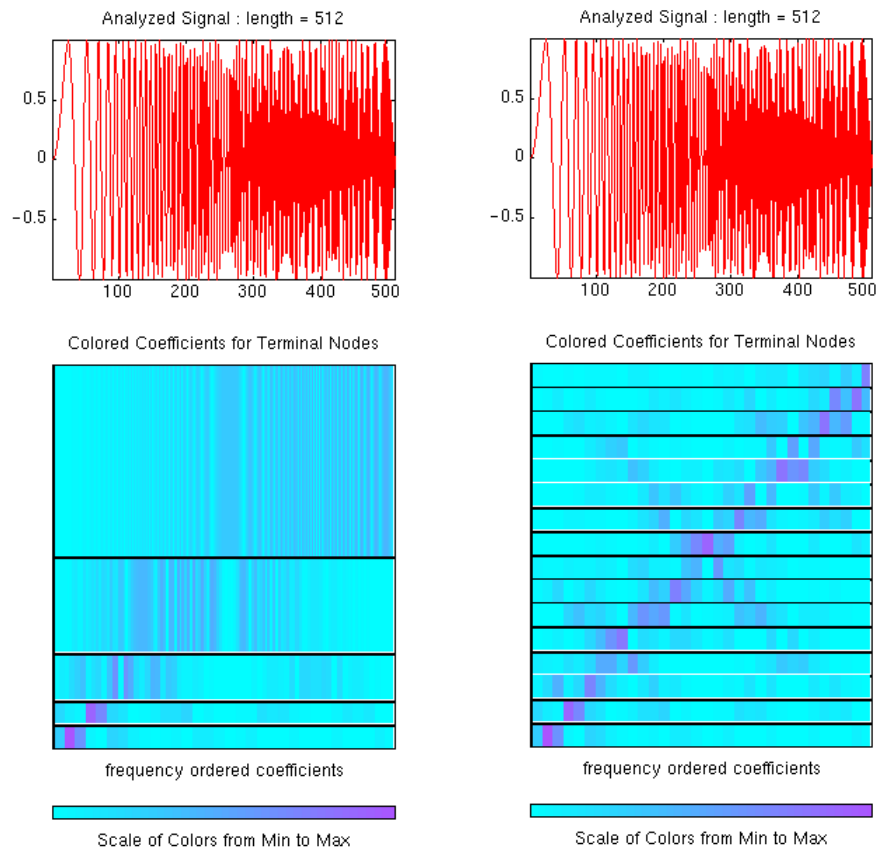 Analyzed Signal : length = 512
0.5
0
−0.5
100 200 300 400 500
Colored Coefficients for Terminal Nodes
frequency ordered coefficients
Scale of Colors from Min to Max
Analyzed Signal : length = 512
0.5
0
−0.5
100 200 300 400 500
Colored Coefficients for Terminal Nodes
frequency ordered coefficients
Scale of Colors from Min to Max